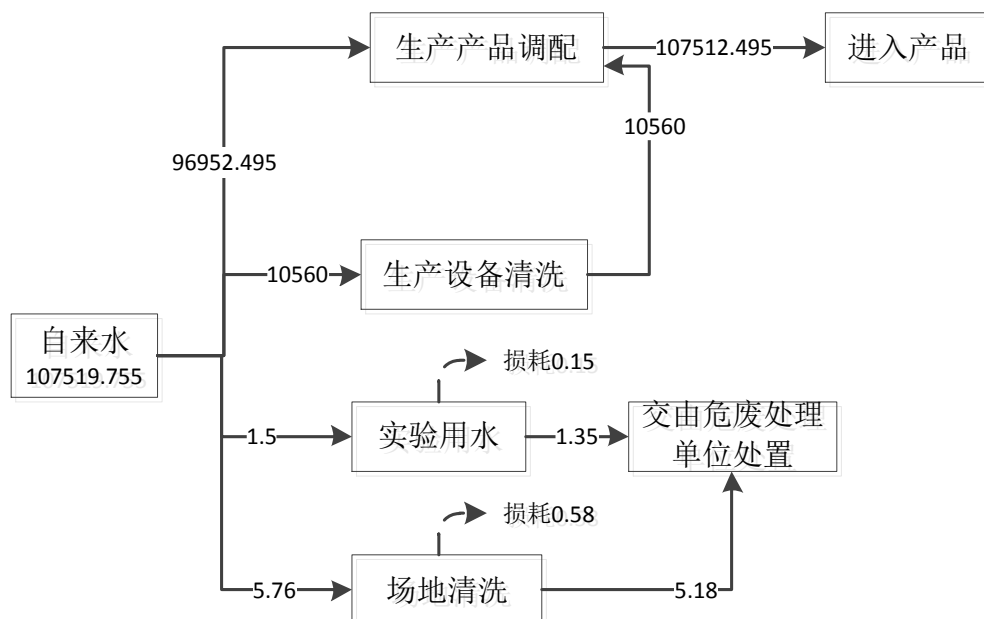 生产产品调配
107512.495
进入产品
10560
96952.495
10560
生产设备清洗
自来水
107519.755
损耗0.15
1.5
实验用水
1.35
交由危废处理
单位处置
损耗0.58
5.76
场地清洗
5.18